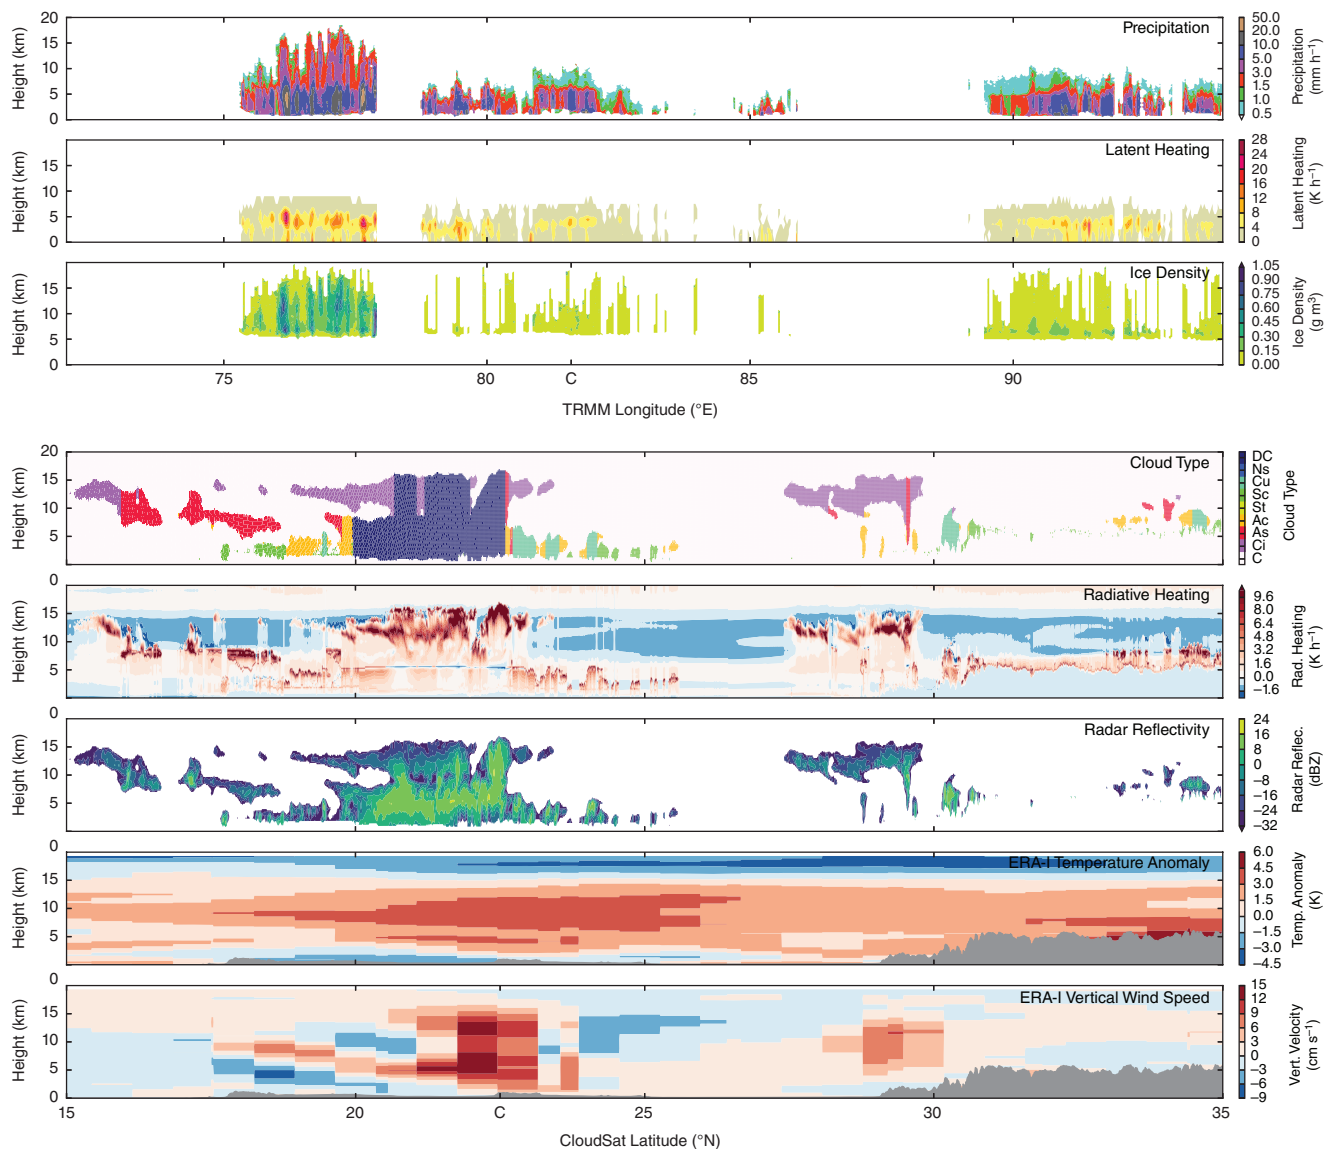 20
15
10
5
0
Height (km)
Precipitation
50.0
20.0
10.0
5.0
3.0
1.5
1.0
0.5
Precipitation
(mm h−1)
15
10
5
0
Height (km)
Latent Heating
28
24
20
16
12
8
4
0
Latent Heating
(K h−1)
15
10
5
0
Height (km)
Ice Density
1.05
0.90
0.75
0.60
0.45
0.30
0.15
0.00
Ice Density
(g m3)
75
80
C
85
90
TRMM Longitude (°E)
20
15
10
5
0
Height (km)
Cloud Type
DC
Ns
Cu
Sc
St
Ac
As
Ci
C
Cloud Type
15
10
5
0
Height (km)
Radiative Heating
9.6
8.0
6.4
4.8
3.2
1.6
0.0
−1.6
Rad. Heating
(K h−1)
15
10
5
0
Height (km)
Radar Reflectivity
24
16
8
0
−8
−16
−24
−32
Radar Reflec.
(dBZ)
15
10
5
0
Height (km)
ERA-I Temperature Anomaly
6.0
4.5
3.0
1.5
0.0
−1.5
−3.0
−4.5
Temp. Anomaly
(K)
15
10
5
0
Height (km)
ERA-I Vertical Wind Speed
15
12
9
6
3
0
−3
−6
−9
Vert. Velocity
(cm s−1)
15
20
C
25
30
35
CloudSat Latitude (°N)